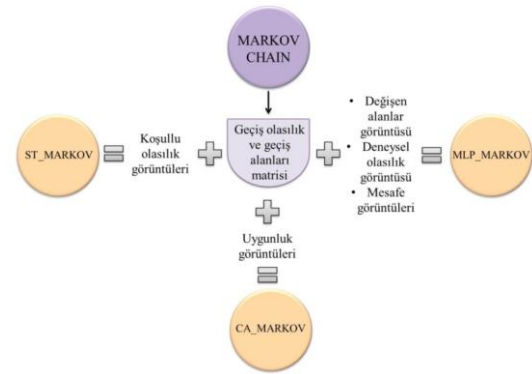 MARKOV
CHAIN
Geçiş olasılık
ve geçiş
alanları
matrisi
ST_MARKOV
Koşullu
olasılık
görüntüleri
• Değişen
alanlar
görüntüsü
• Deneysel
olasılık
görüntüsü
• Mesafe
görüntüleri
MLP_MARKOV
Uygunluk
görüntüleri
CA_MARKOV